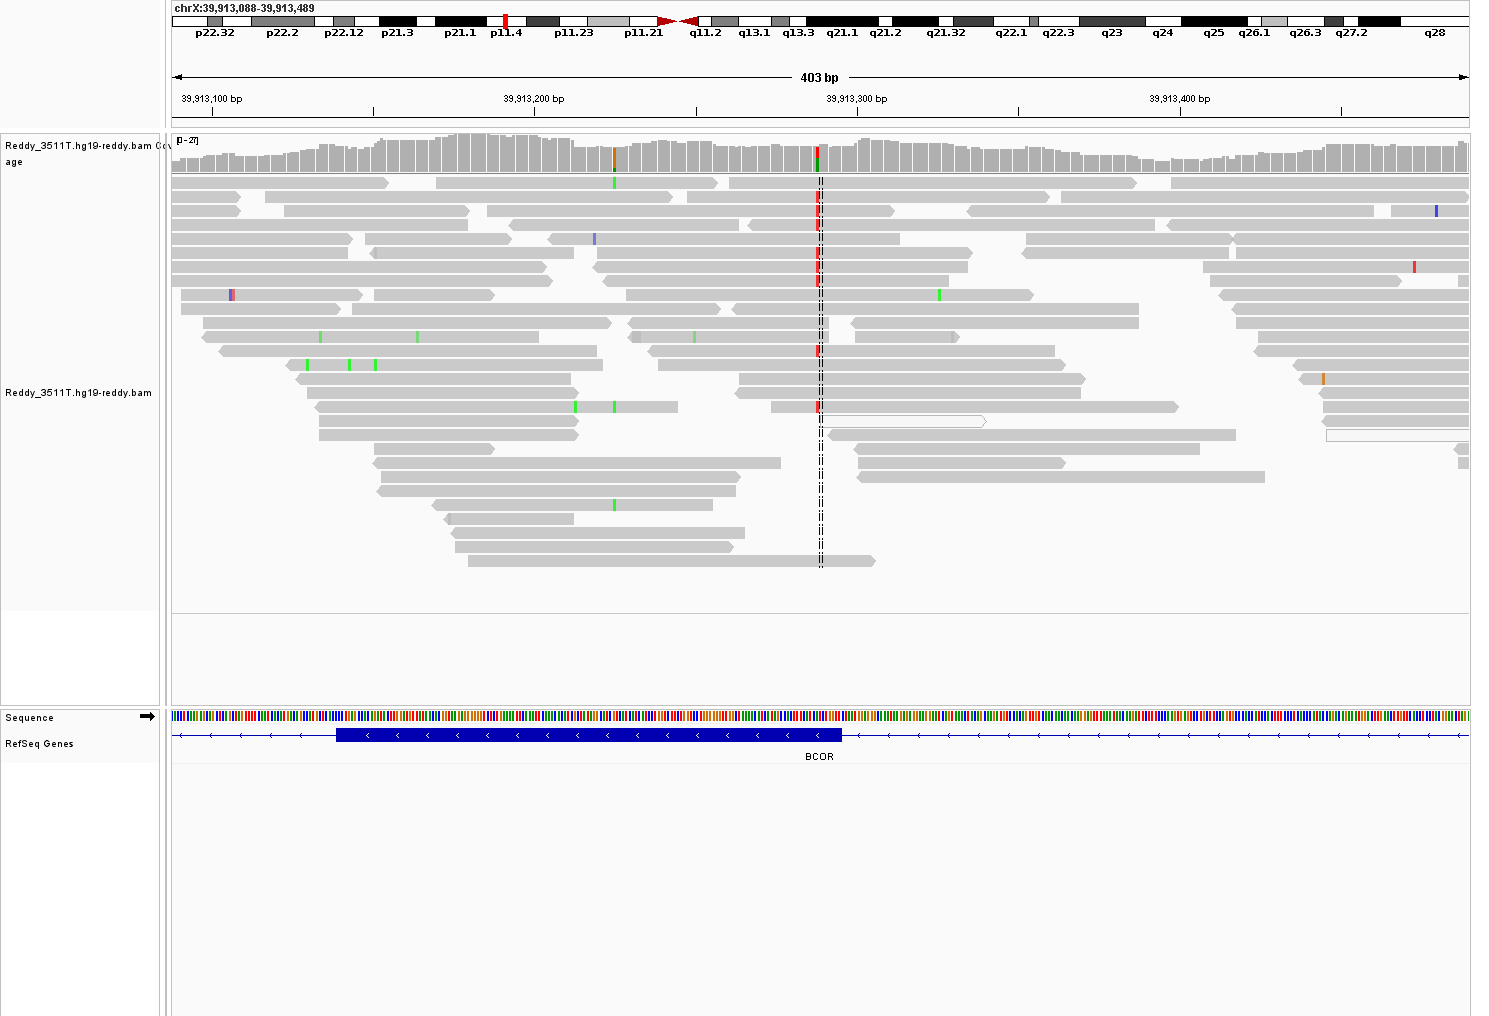 chrX:39,913,088-39,913,489
p22.32 p22.2 p22.12 p21.3 p21.1 p11.4 p11.23 p11.21 q11.2 q13.1 q13.3 q21.1 q21.2 q21.32 q22.1 q22.3 q23 q24 q25 q26.1 q26.3 q27.2 q28
403 bp
39,913,100 bp 39,913,200 bp 39,913,300 bp 39,913,400 bp
[0 - 27]
Reddy_3511T.hg19-reddy.bam Cov
age
Reddy_3511T.hg19-reddy.bam
Sequence
RefSeq Genes
BCOR